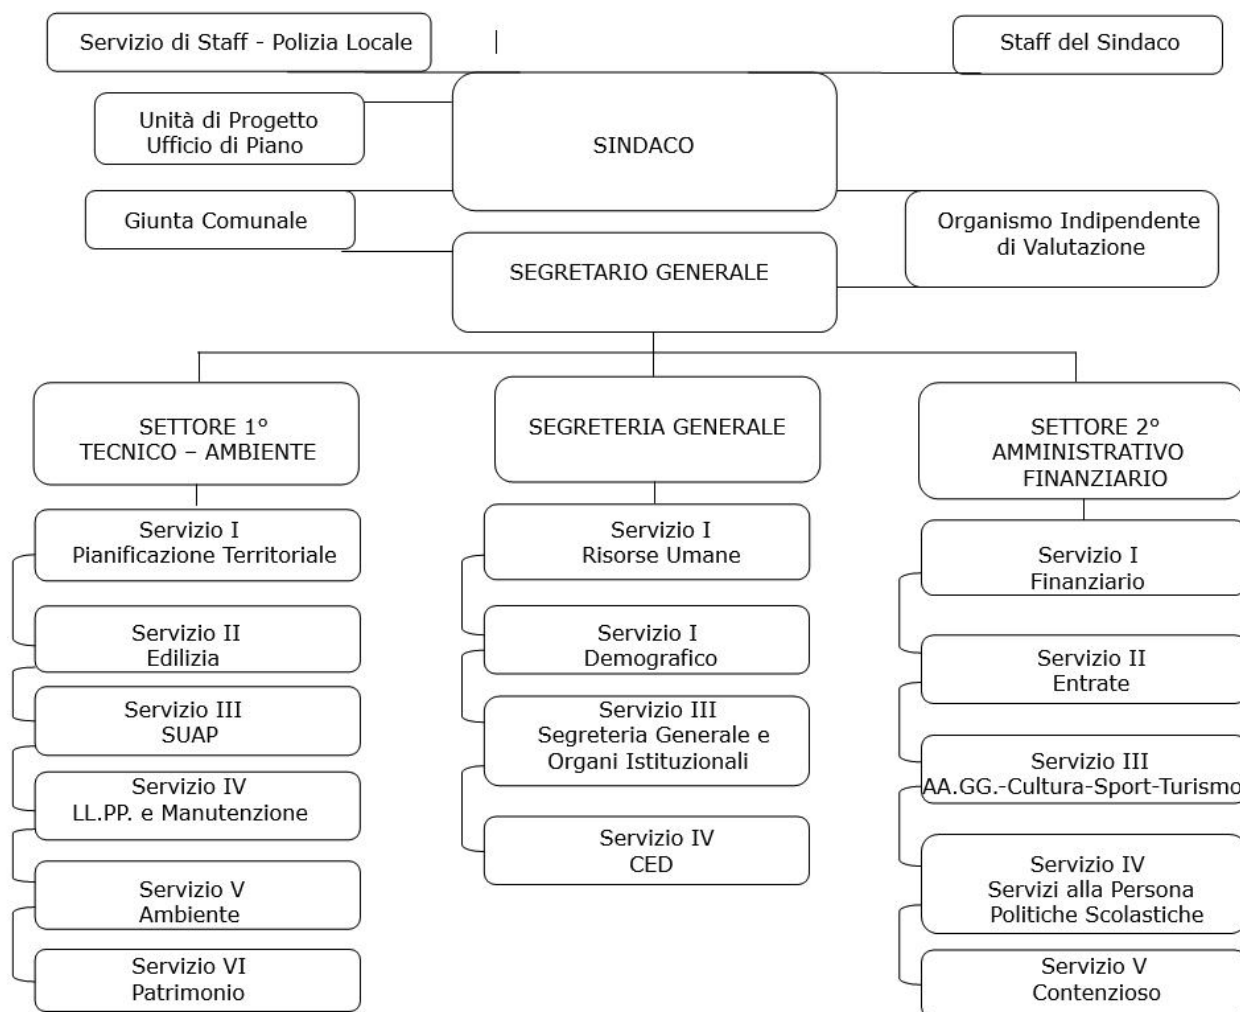 Servizio di Staff - Polizia Locale
Staff del Sindaco
Unità di Progetto
Ufficio di Piano
SINDACO
Giunta Comunale
Organismo Indipendente
di Valutazione
SEGRETARIO GENERALE
SETTORE 1°
TECNICO – AMBIENTE
SEGRETERIA GENERALE
SETTORE 2°
AMMINISTRATIVO
FINANZIARIO
Servizio I
Pianificazione Territoriale
Servizio II
Edilizia
Servizio III
SUAP
Servizio IV
LL.PP. e Manutenzione
Servizio V
Ambiente
Servizio VI
Patrimonio
Servizio I
Risorse Umane
Servizio I
Demografico
Servizio III
Segreteria Generale e
Organi Istituzionali
Servizio IV
CED
Servizio I
Finanziario
Servizio II
Entrate
Servizio III
AA.GG.-Cultura-Sport-Turismo
Servizio IV
Servizi alla Persona
Politiche Scolastiche
Servizio V
Contenzioso